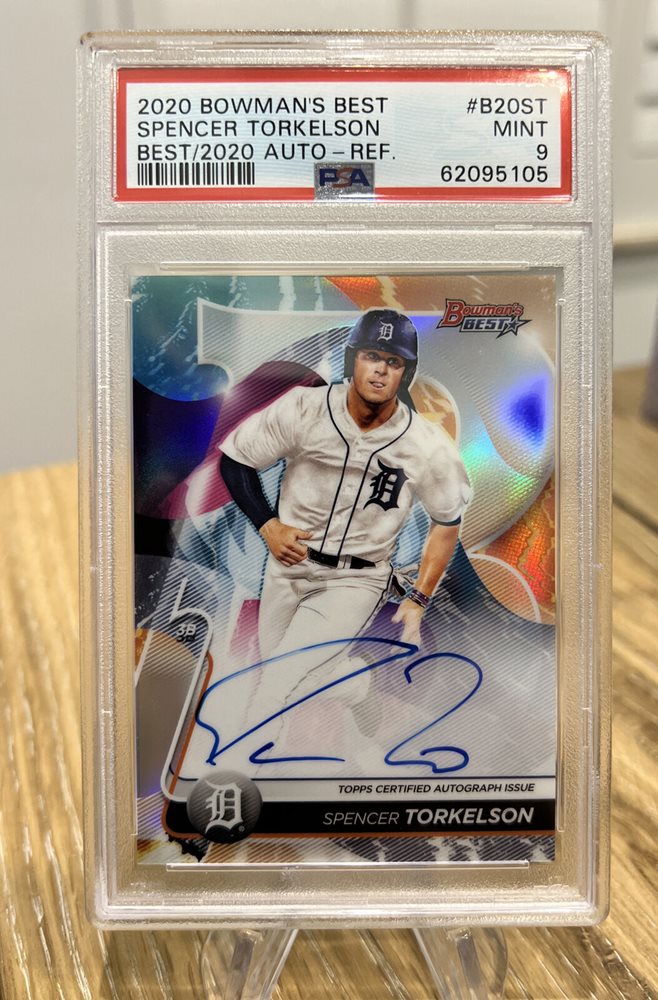 2020 BOWMAN'S BEST #B20ST
SPENCER TORKELSON MINT
BEST/2020 AUTO-REF. 9
PSA 62095105
Bowman's
BEST
D
D
3B
TOPPS CERTIFIED AUTOGRAPH ISSUE
D
SPENCER TORKELSON